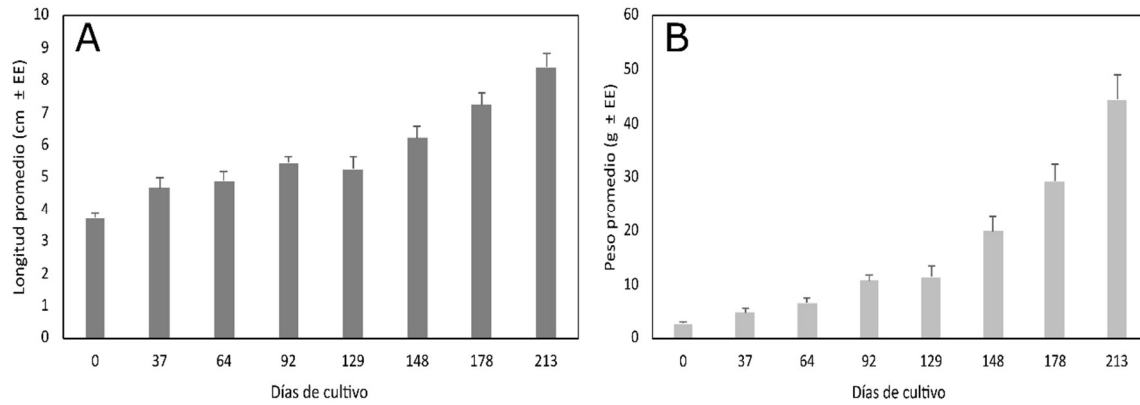 A
Longitud promedio (cm ± EE)
10
9
8
7
6
5
4
3
2
1
0
0 37 64 92 129 148 178 213
Días de cultivo
B
Peso promedio (g ± EE)
60
50
40
30
20
10
0
0 37 64 92 129 148 178 213
Días de cultivo